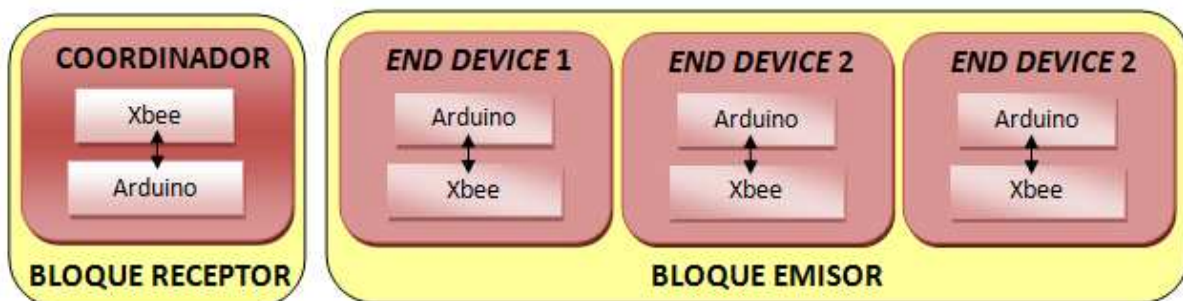 COORDINADOR
Xbee
Arduino
BLOQUE RECEPTOR
END DEVICE 1
Arduino
Xbee
END DEVICE 2
Arduino
Xbee
END DEVICE 2
Arduino
Xbee
BLOQUE EMISOR